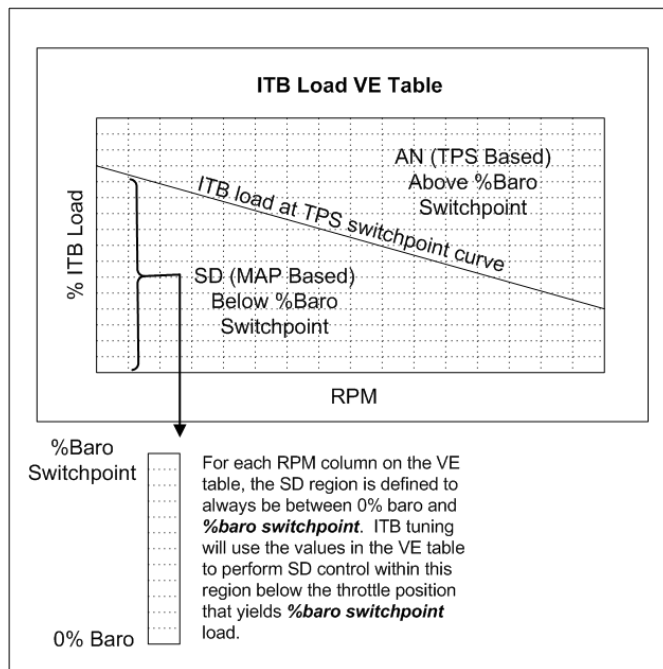 ITB Load VE Table
AN (TPS Based)
Above %Baro
Switchpoint
ITB load at TPS switchpoint curve
% ITB Load
SD (MAP Based)
Below %Baro
Switchpoint
RPM
%Baro
Switchpoint
For each RPM column on the VE
table, the SD region is defined to
always be between 0% baro and
%baro switchpoint. ITB tuning
will use the values in the VE table
to perform SD control within this
region below the throttle position
that yields %baro switchpoint
load.
0% Baro